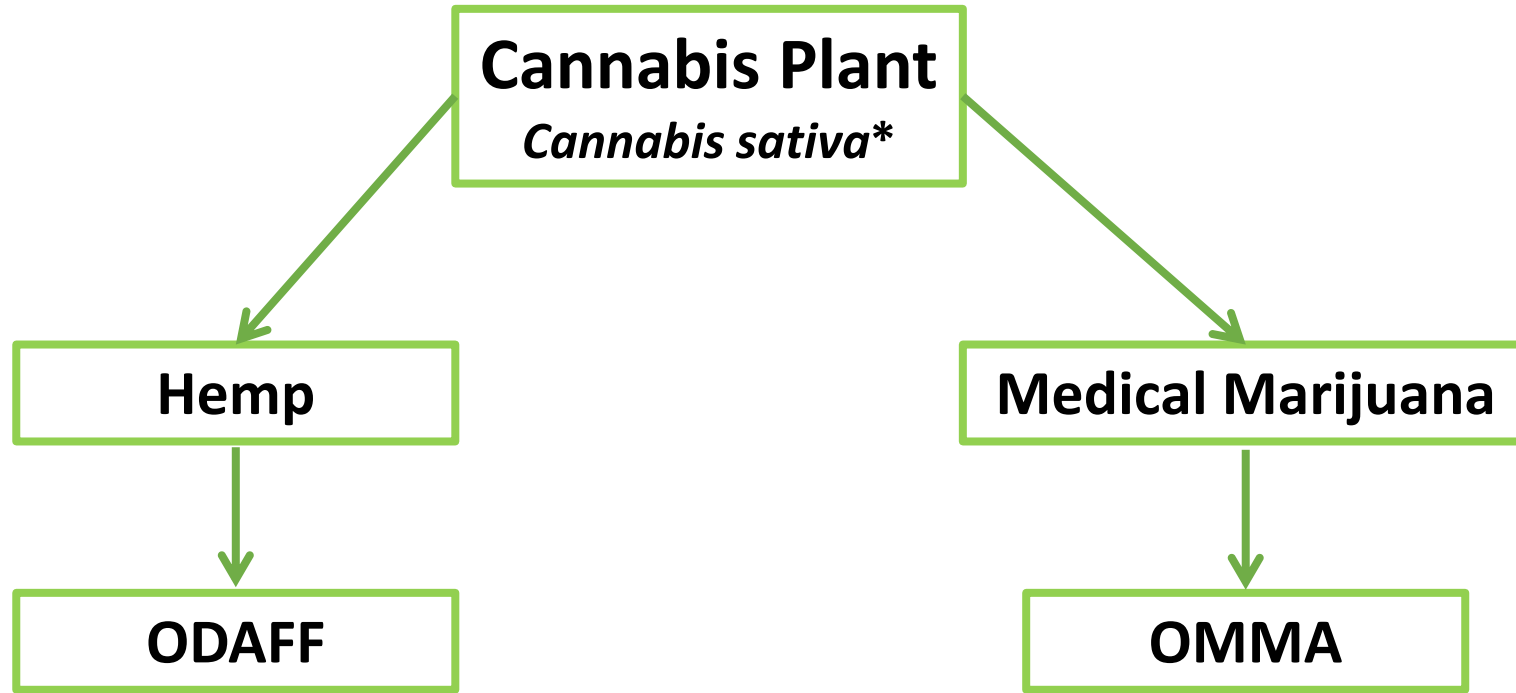 Cannabis Plant
Cannabis sativa*
Hemp
Medical Marijuana
ODAFF
OMMA